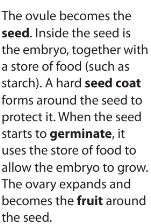 The ovule becomes the
seed. Inside the seed is
the embryo, together with
a store of food (such as
starch). A hard seed coat
forms around the seed to
protect it. When the seed
starts to germinate, it
uses the store of food to
allow the embryo to grow.
The ovary expands and
becomes the fruit around
the seed.